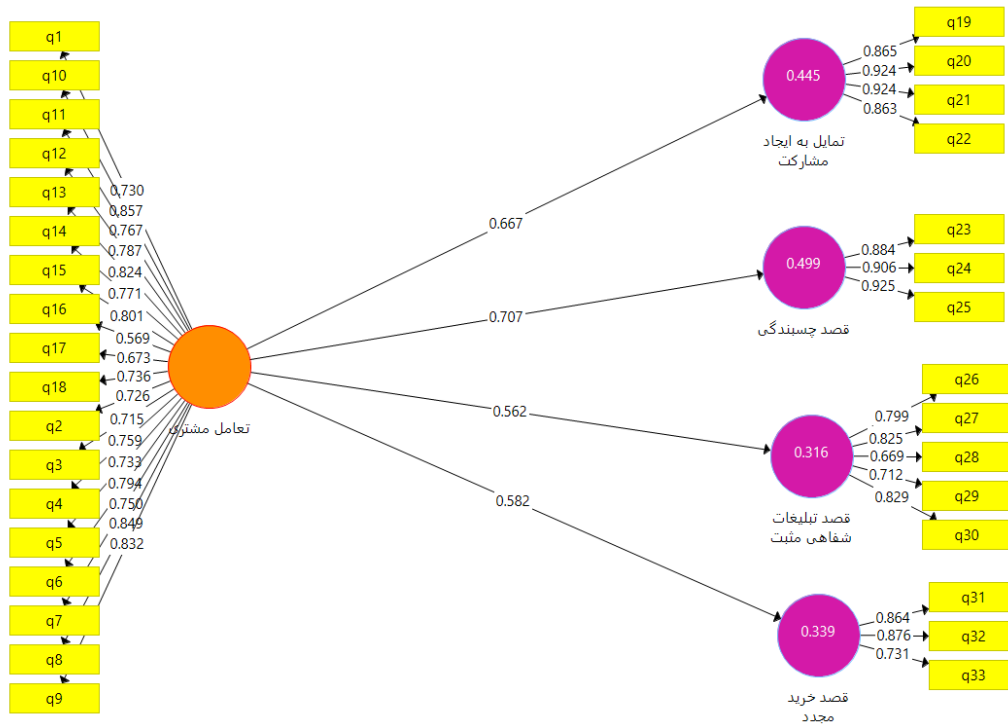 q1
q10
q11
q12
q13
q14
q15
q16
q17
q18
q2
q3
q4
q5
q6
q7
q8
q9
0.730
0.857
0.767
0.787
0.824
0.771
0.801
0.569
0.673
0.736
0.726
0.715
0.759
0.733
0.794
0.750
0.849
0.832
تعامل مشتری
0.667
0.707
0.562
0.582
0.445
تمایل به ایجاد
مشارکت
0.865
0.924
0.924
0.863
q19
q20
q21
q22
0.499
قصد چسبندگی
0.884
0.906
0.925
q23
q24
q25
0.316
قصد تبلیغات
شفاهی مثبت
0.799
0.825
0.669
0.712
0.829
q26
q27
q28
q29
q30
0.339
قصد خرید
مجدد
0.864
0.876
0.731
q31
q32
q33